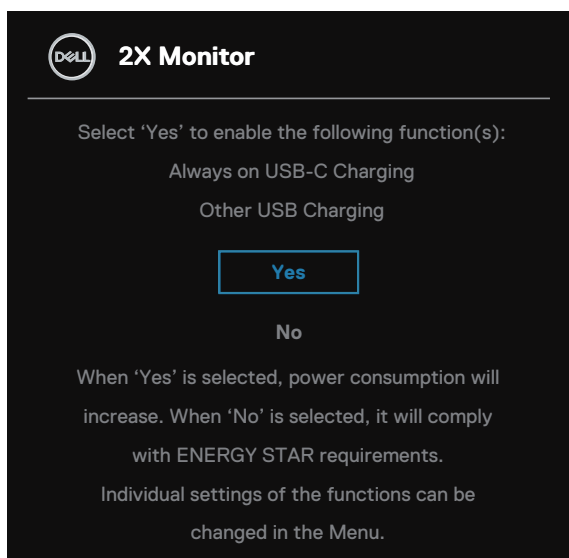 DELL
2X Monitor
Select ‘Yes’ to enable the following function(s):
Always on USB-C Charging
Other USB Charging
Yes
No
When ‘Yes’ is selected, power consumption will
increase. When ‘No’ is selected, it will comply
with ENERGY STAR requirements.
Individual settings of the functions can be
changed in the Menu.